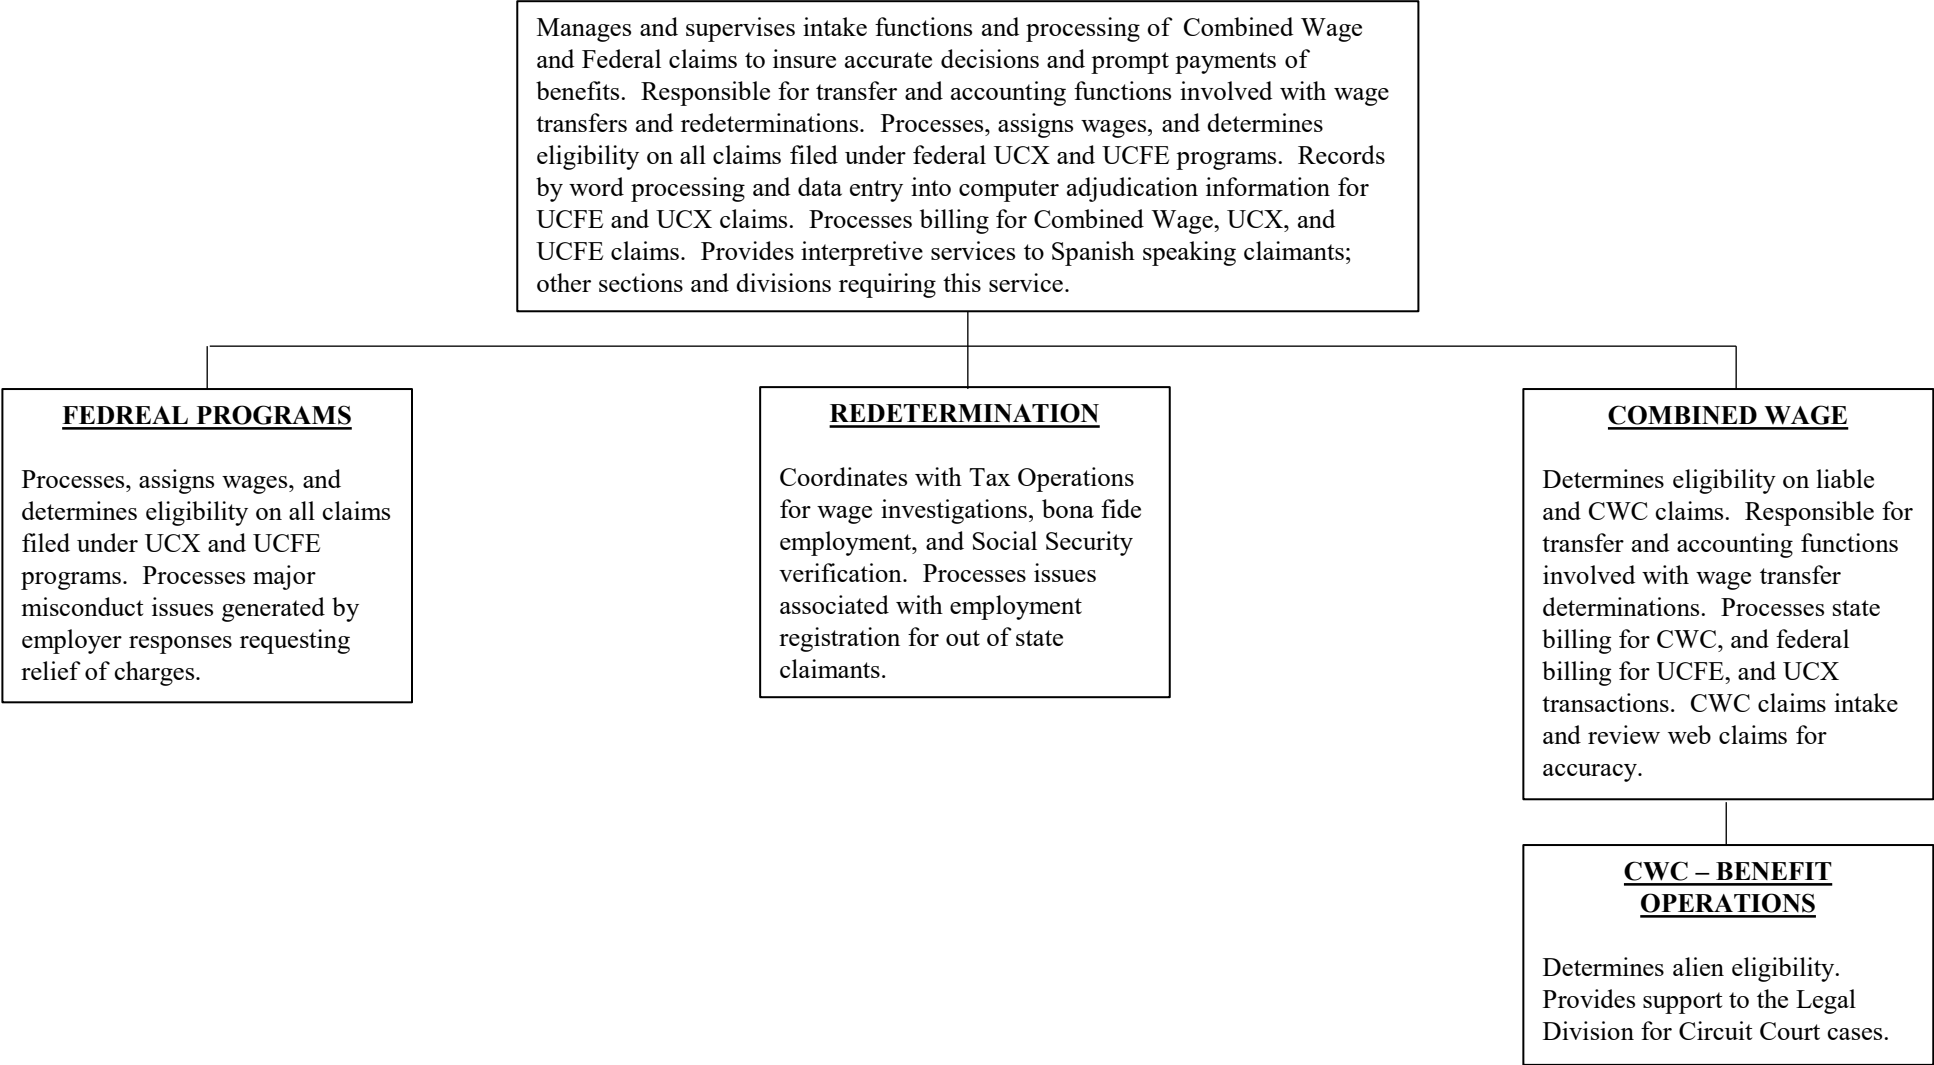 Manages and supervises intake functions and processing of  Combined Wage
and Federal claims to insure accurate decisions and prompt payments of
benefits.  Responsible for transfer and accounting functions involved with wage
transfers and redeterminations.  Processes, assigns wages, and determines
eligibility on all claims filed under federal UCX and UCFE programs.  Records
by word processing and data entry into computer adjudication information for
UCFE and UCX claims.  Processes billing for Combined Wage, UCX, and
UCFE claims.  Provides interpretive services to Spanish speaking claimants;
other sections and divisions requiring this service.
FEDREAL PROGRAMS
Processes, assigns wages, and
determines eligibility on all claims
filed under UCX and UCFE
programs.  Processes major
misconduct issues generated by
employer responses requesting
relief of charges.
REDETERMINATION
Coordinates with Tax Operations
for wage investigations, bona fide
employment, and Social Security
verification.  Processes issues
associated with employment
registration for out of state
claimants.
COMBINED WAGE
Determines eligibility on liable
and CWC claims.  Responsible for
transfer and accounting functions
involved with wage transfer
determinations.  Processes state
billing for CWC, and federal
billing for UCFE, and UCX
transactions.  CWC claims intake
and review web claims for
accuracy.
CWC – BENEFIT
OPERATIONS
Determines alien eligibility.
Provides support to the Legal
Division for Circuit Court cases.